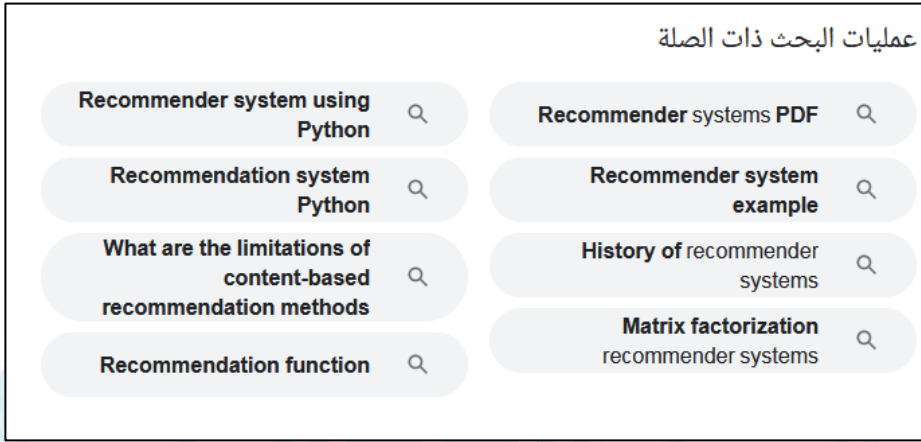 عمليات البحث ذات الصلة
Recommender systems PDF
Recommender system
example
History of recommender
systems
Matrix factorization
recommender systems
Recommender system using
Python
Recommendation system
Python
What are the limitations of
content-based
recommendation methods
Recommendation function